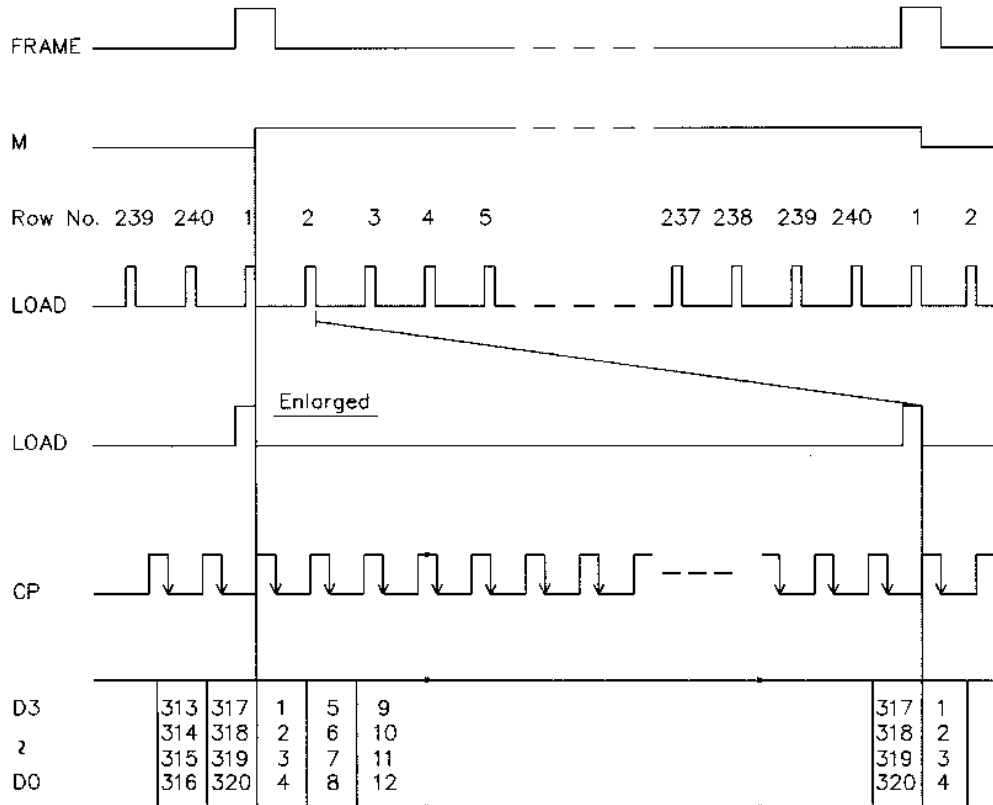 FRAME
M
Row No. 239 240 1 2 3 4 5 237 238 239 240 1 2
LOAD
Enlarged
LOAD
CP
D3 313 317 1 5 9 317 1
~ 314 318 2 6 10 318 2
315 319 3 7 11 319 3
D0 316 320 4 8 12 320 4